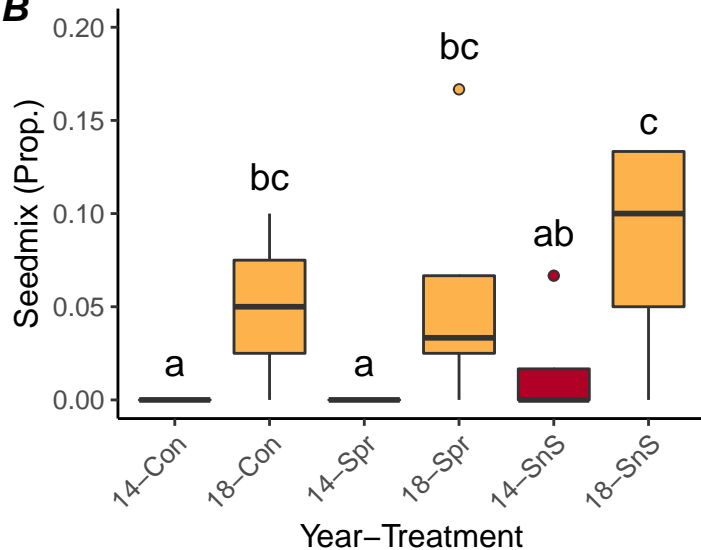 B
0.20
0.15
0.10
0.05
0.00
Seedmix (Prop.)
a
bc
a
bc
ab
c
14−Con
18−Con
14−Spr
18−Spr
14−SnS
18−SnS
Year−Treatment